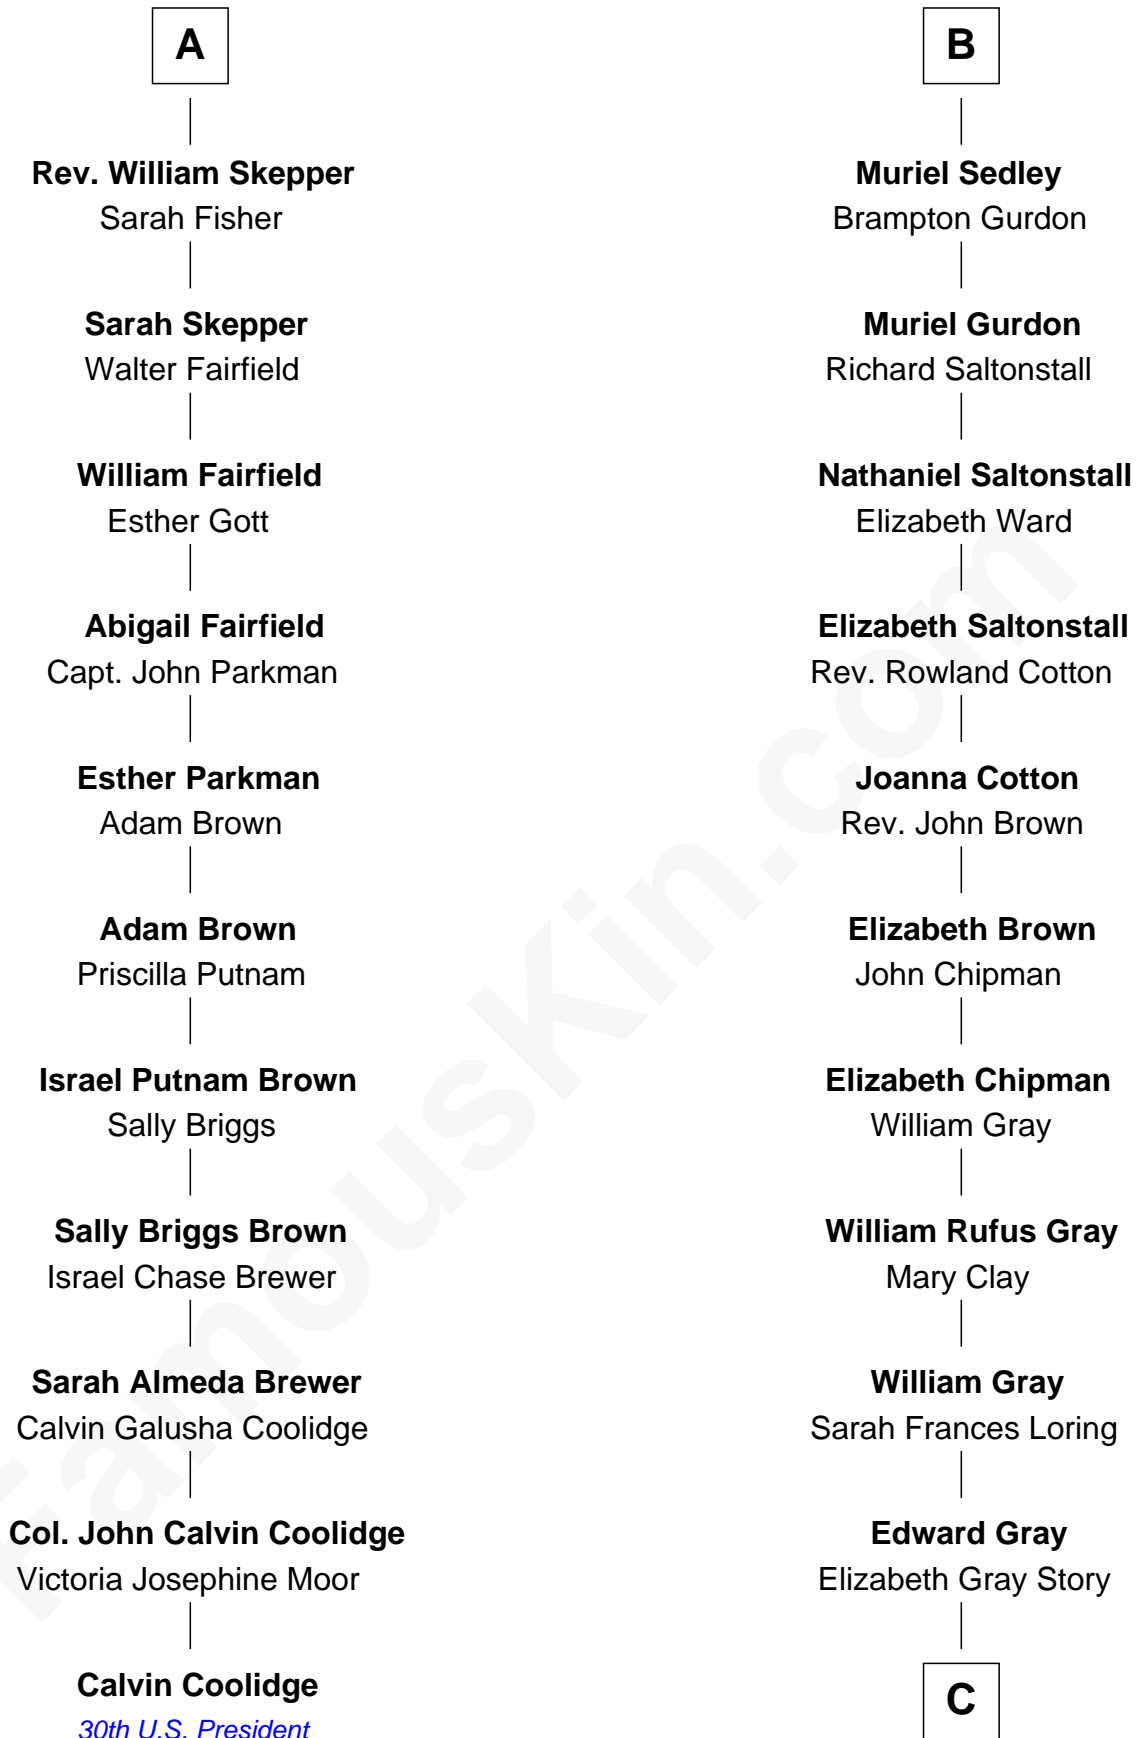 A
Rev. William Skepper
Sarah Fisher
Sarah Skepper
Walter Fairfield
William Fairfield
Esther Gott
Abigail Fairfield
Capt. John Parkman
Esther Parkman
Adam Brown
Adam Brown
Priscilla Putnam
Israel Putnam Brown
Sally Briggs
Sally Briggs Brown
Israel Chase Brewer
Sarah Almeda Brewer
Calvin Galusha Coolidge
Col. John Calvin Coolidge
Victoria Josephine Moor
Calvin Coolidge
30th U.S. President
B
Muriel Sedley
Brampton Gurdon
Muriel Gurdon
Richard Saltonstall
Nathaniel Saltonstall
Elizabeth Ward
Elizabeth Saltonstall
Rev. Rowland Cotton
Joanna Cotton
Rev. John Brown
Elizabeth Brown
John Chipman
Elizabeth Chipman
William Gray
William Rufus Gray
Mary Clay
William Gray
Sarah Frances Loring
Edward Gray
Elizabeth Gray Story
C
FamousKin.com